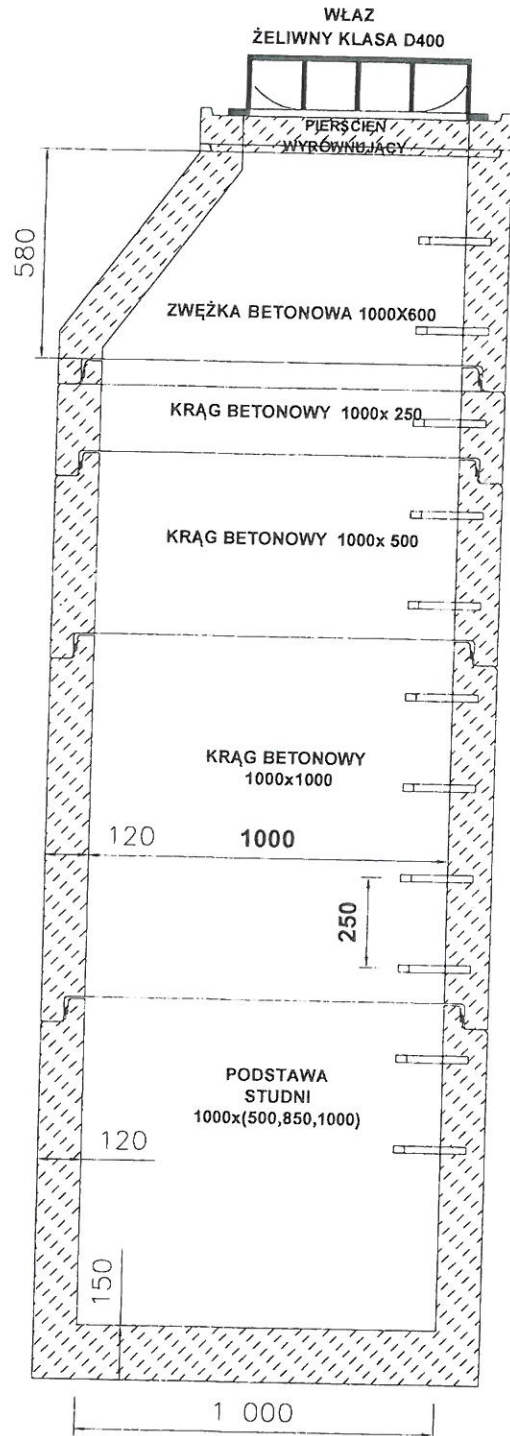 WŁAZ
ŻELIWNY KLASA D400
PIERŚCIEŃ
WYRÓWNUJĄCY
580
ZWĘŻKA BETONOWA 1000X600
KRĄG BETONOWY 1000x 250
KRĄG BETONOWY 1000x 500
KRĄG BETONOWY
1000x1000
120
1000
250
PODSTAWA
STUDNI
1000x(500,850,1000)
120
150
1 000